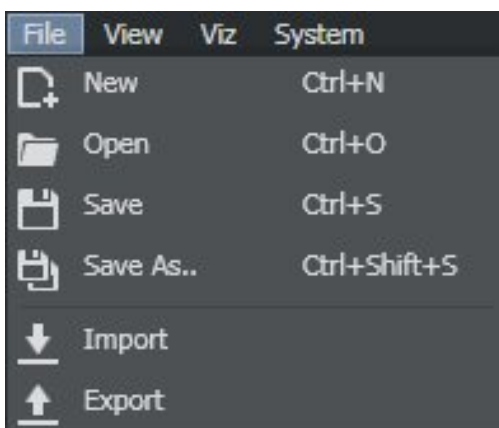 File View Viz System
New Ctrl+N
Open Ctrl+O
Save Ctrl+S
Save As.. Ctrl+Shift+S
Import
Export